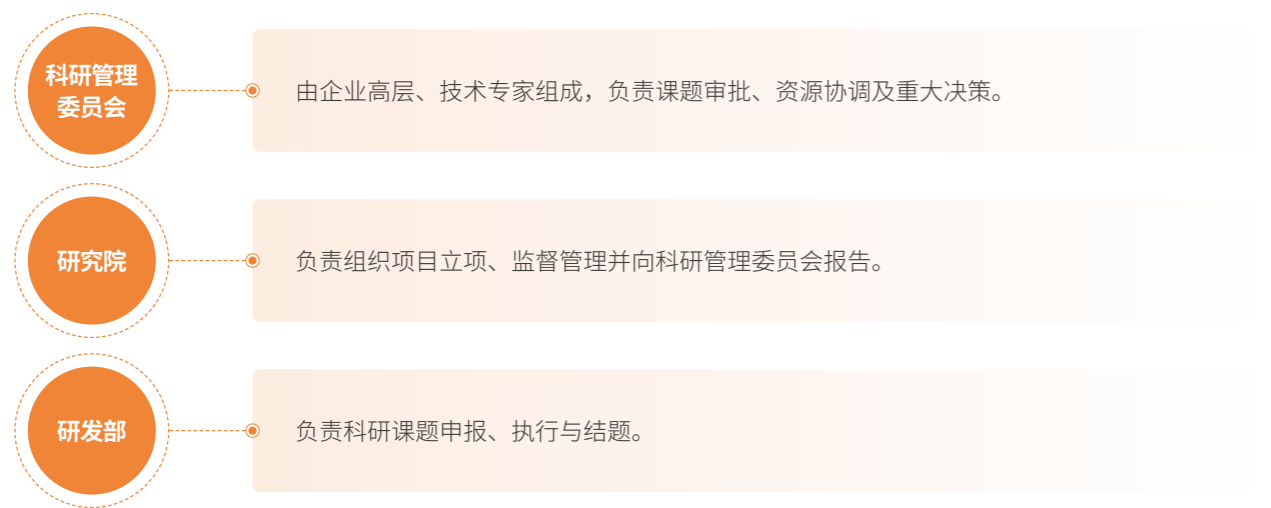 科研管理
委员会
由企业高层、技术专家组成，负责课题审批、资源协调及重大决策。
研究院
负责组织项目立项、监督管理并向科研管理委员会报告。
研发部
负责科研课题申报、执行与结题。